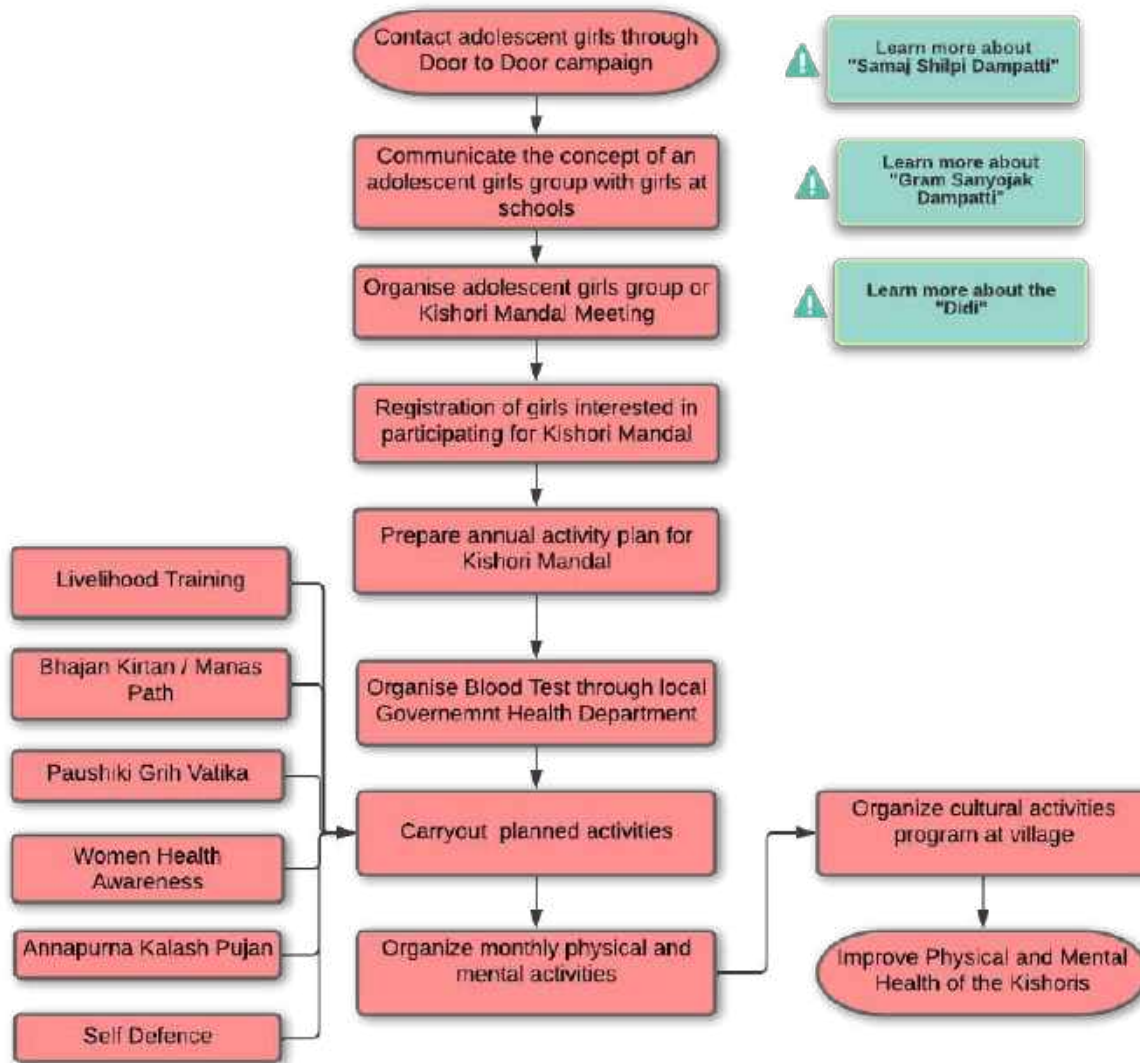 Contact adolescent girls through
Door to Door campaign
Learn more about
"Samaj Shilpi Dampatti"
Communicate the concept of an
adolescent girls group with girls at
schools
Learn more about
"Gram Sanyojak
Dampatti"
Organise adolescent girls group or
Kishori Mandal Meeting
Learn more about the
"Didi"
Registration of girls interested in
participating for Kishori Mandal
Prepare annual activity plan for
Kishori Mandal
Livelihood Training
Bhajan Kirtan / Manas
Path
Organise Blood Test through local
Governemnt Health Department
Paushiki Grih Vatika
Carryout planned activities
Organize cultural activities
program at village
Women Health
Awareness
Annapurna Kalash Pujan
Organize monthly physical and
mental activities
Improve Physical and Mental
Health of the Kishoris
Self Defence